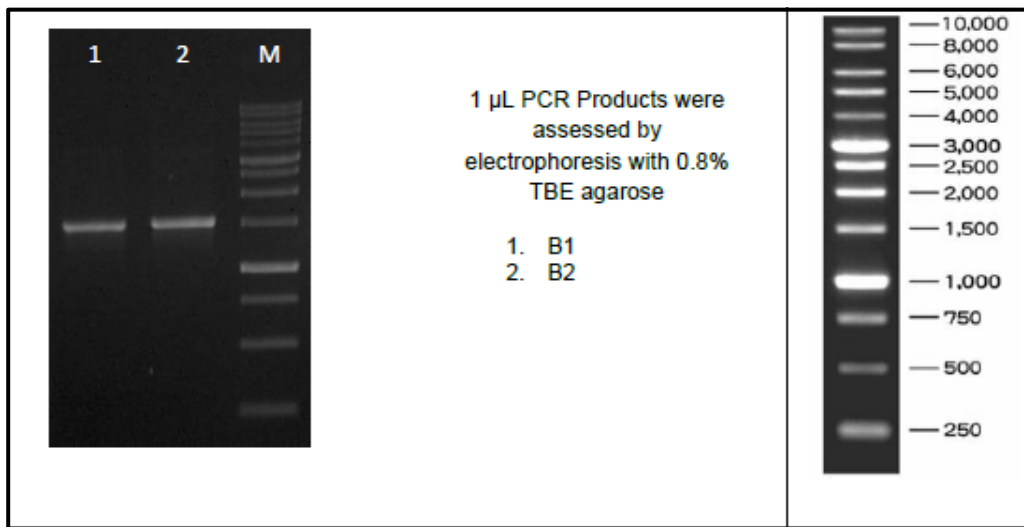 1 2 M
1 µL PCR Products were
assessed by
electrophoresis with 0.8%
TBE agarose
1. B1
2. B2
10,000
8,000
6,000
5,000
4,000
3,000
2,500
2,000
1,500
1,000
750
500
250